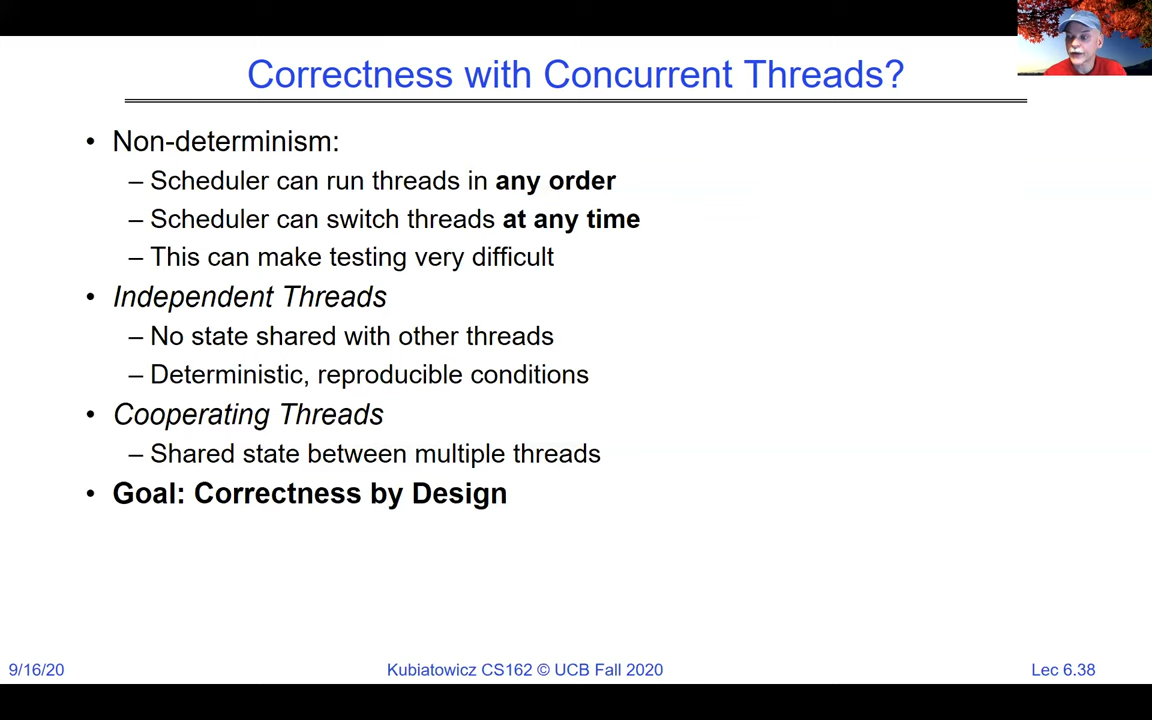 Correctness with Concurrent Threads?
• Non-determinism:
– Scheduler can run threads in any order
– Scheduler can switch threads at any time
– This can make testing very difficult
• Independent Threads
– No state shared with other threads
– Deterministic, reproducible conditions
• Cooperating Threads
– Shared state between multiple threads
• Goal: Correctness by Design
9/16/20
Kubiatowicz CS162 © UCB Fall 2020
Lec 6.38